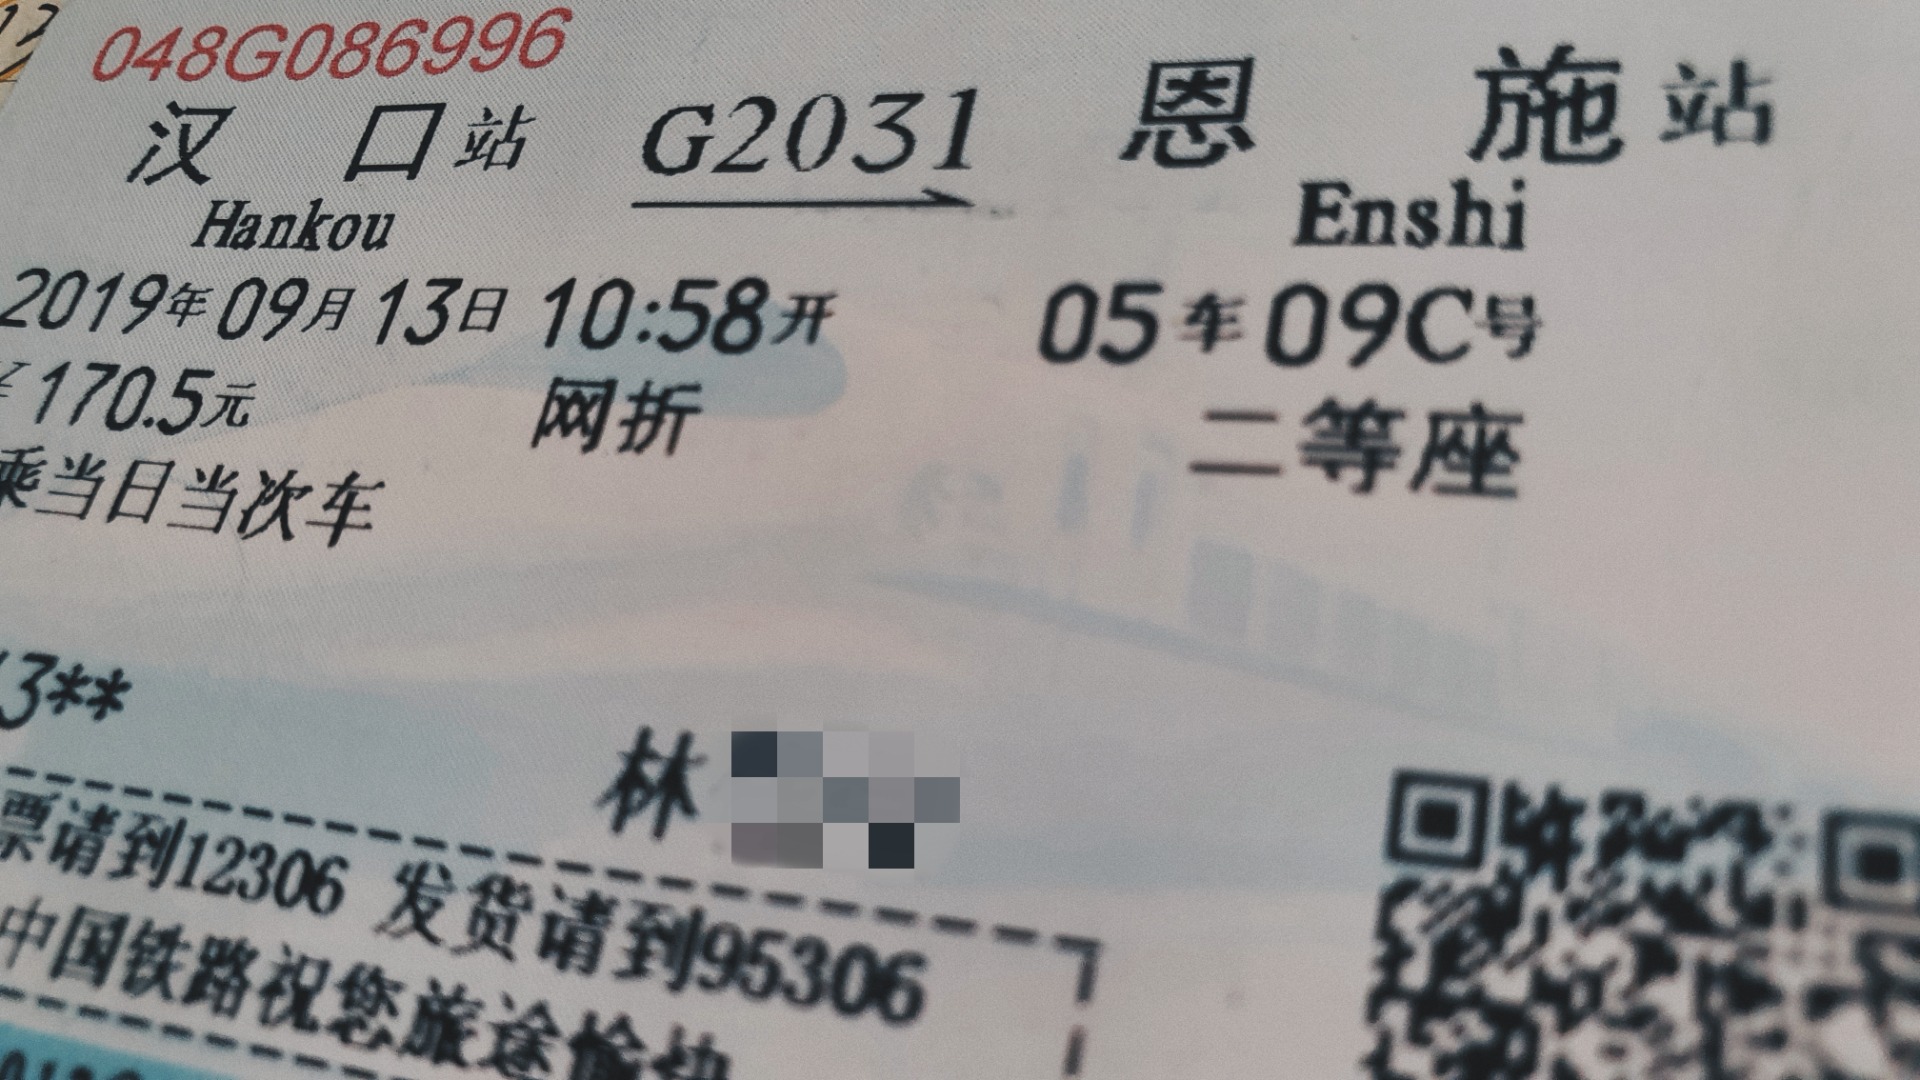 048G086996
汉口站 G2031 恩施站
Hankou Enshi
2019年09月13日 10:58开 05车09C号
170.5元 网折 二等座
乘当日当次车
3**
林
票请到12306 发货请到95306
中国铁路祝您旅途愉快